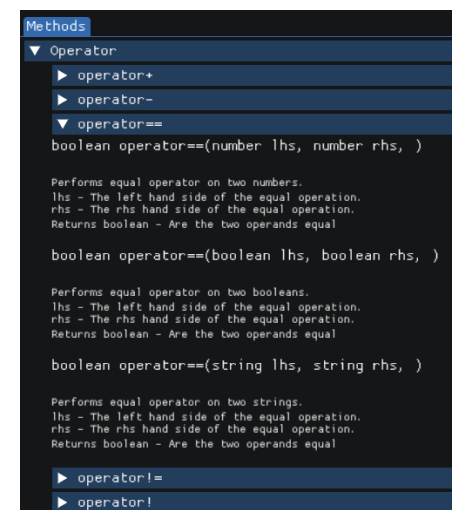 Methods
Operator
operator+
operator-
operator==
boolean operator==(number lhs, number rhs, )
Performs equal operator on two numbers.
lhs - The left hand side of the equal operation.
rhs - The rhs hand side of the equal operation.
Returns boolean - Are the two operands equal
boolean operator==(boolean lhs, boolean rhs, )
Performs equal operator on two booleans.
lhs - The left hand side of the equal operation.
rhs - The rhs hand side of the equal operation.
Returns boolean - Are the two operands equal
boolean operator==(string lhs, string rhs, )
Performs equal operator on two strings.
lhs - The left hand side of the equal operation.
rhs - The rhs hand side of the equal operation.
Returns boolean - Are the two operands equal
operator!=
operator!